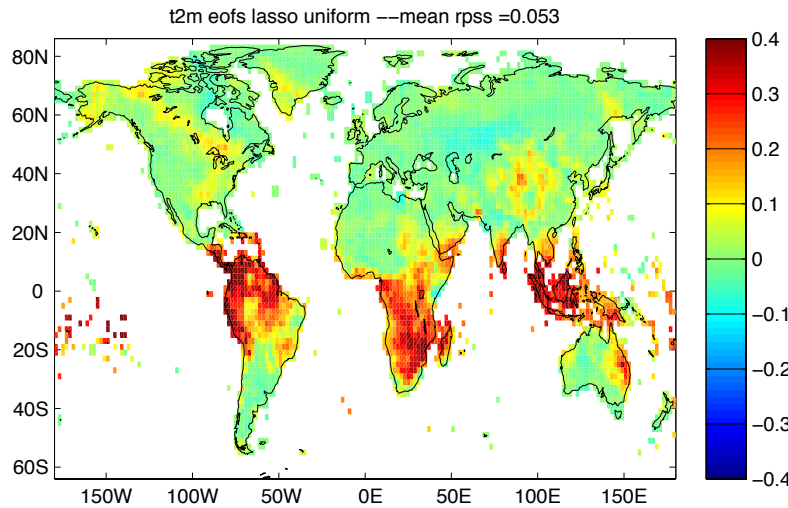 t2m eofs lasso uniform −−mean rpss =0.053
80N
60N
40N
20N
0
20S
40S
60S
150W 100W 50W 0E 50E 100E 150E
0.4
0.3
0.2
0.1
0
−0.1
−0.2
−0.3
−0.4